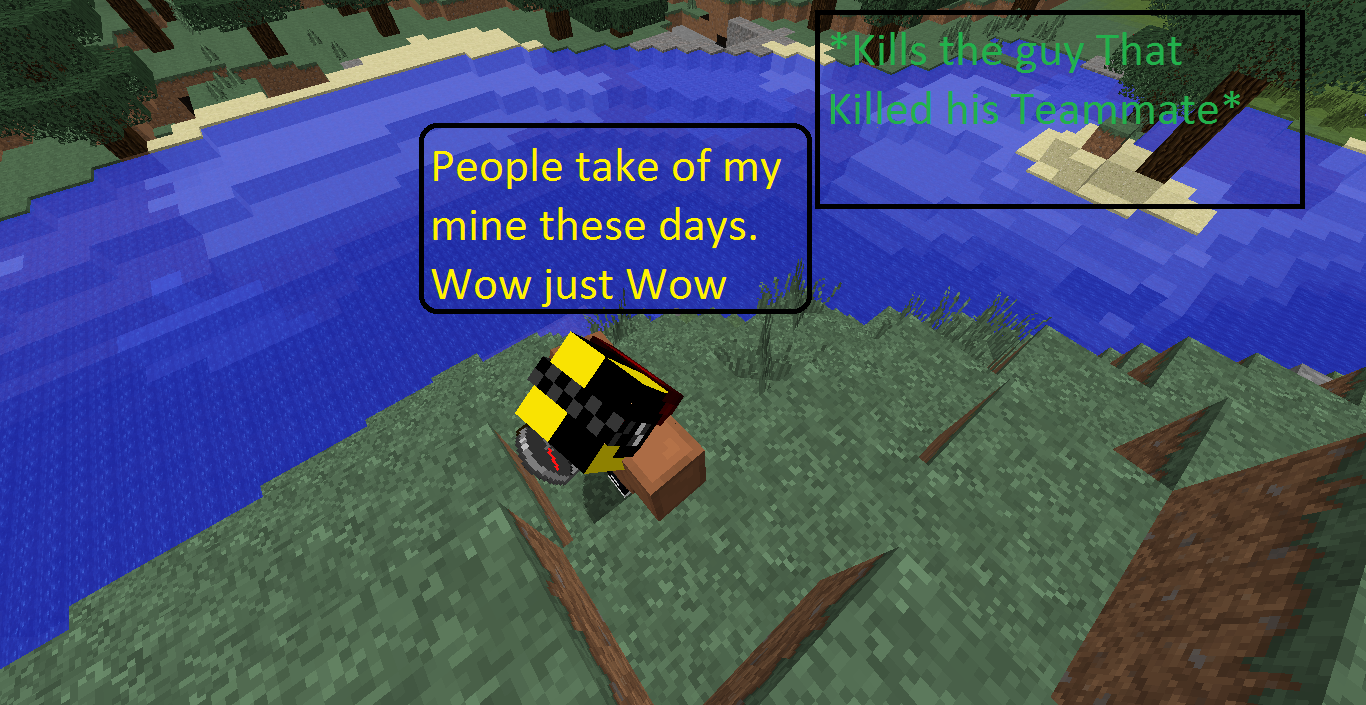 *Kills the guy That
Killed his Teammate*
People take of my
mine these days.
Wow just Wow